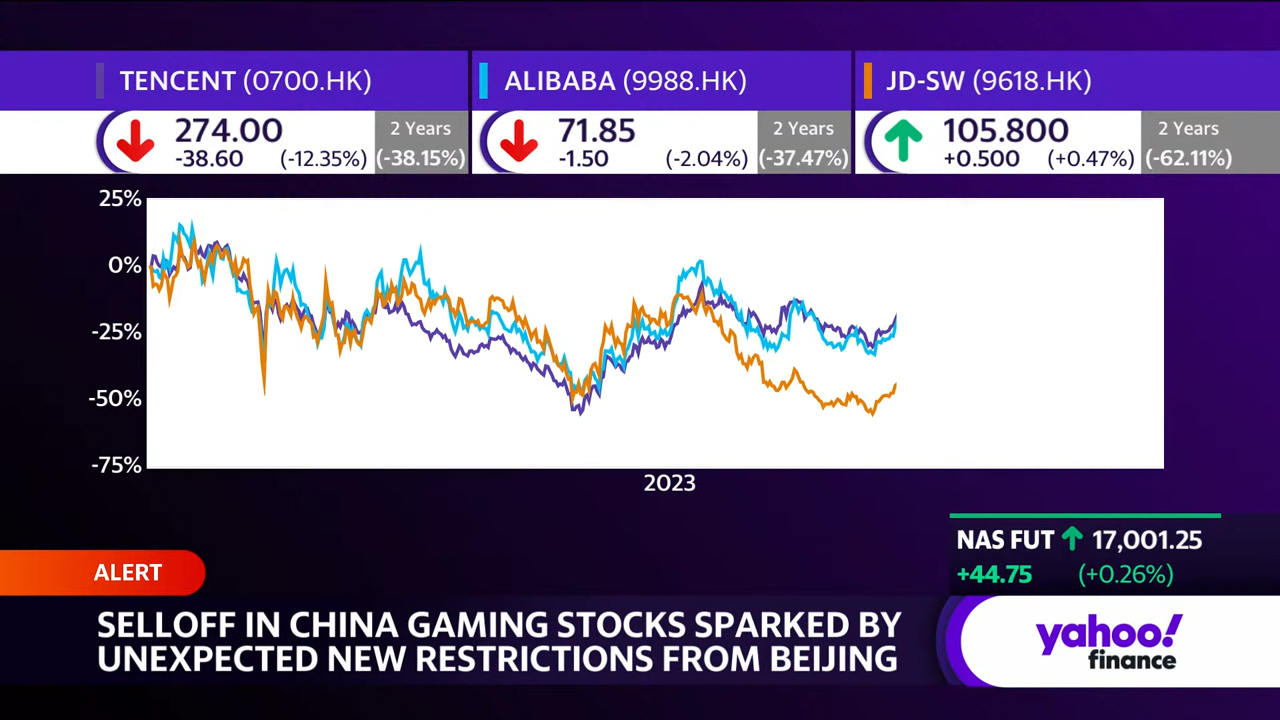 TENCENT (0700.HK)
274.00
-38.60 (-12.35%)
2 Years
(-38.15%)
ALIBABA (9988.HK)
71.85
-1.50 (-2.04%)
2 Years
(-37.47%)
JD-SW (9618.HK)
105.800
+0.500 (+0.47%)
2 Years
(-62.11%)
25%
0%
-25%
-50%
-75%
2023
NAS FUT 17,001.25
+44.75 (+0.26%)
ALERT
SELLOFF IN CHINA GAMING STOCKS SPARKED BY
UNEXPECTED NEW RESTRICTIONS FROM BEIJING
yahoo!
finance